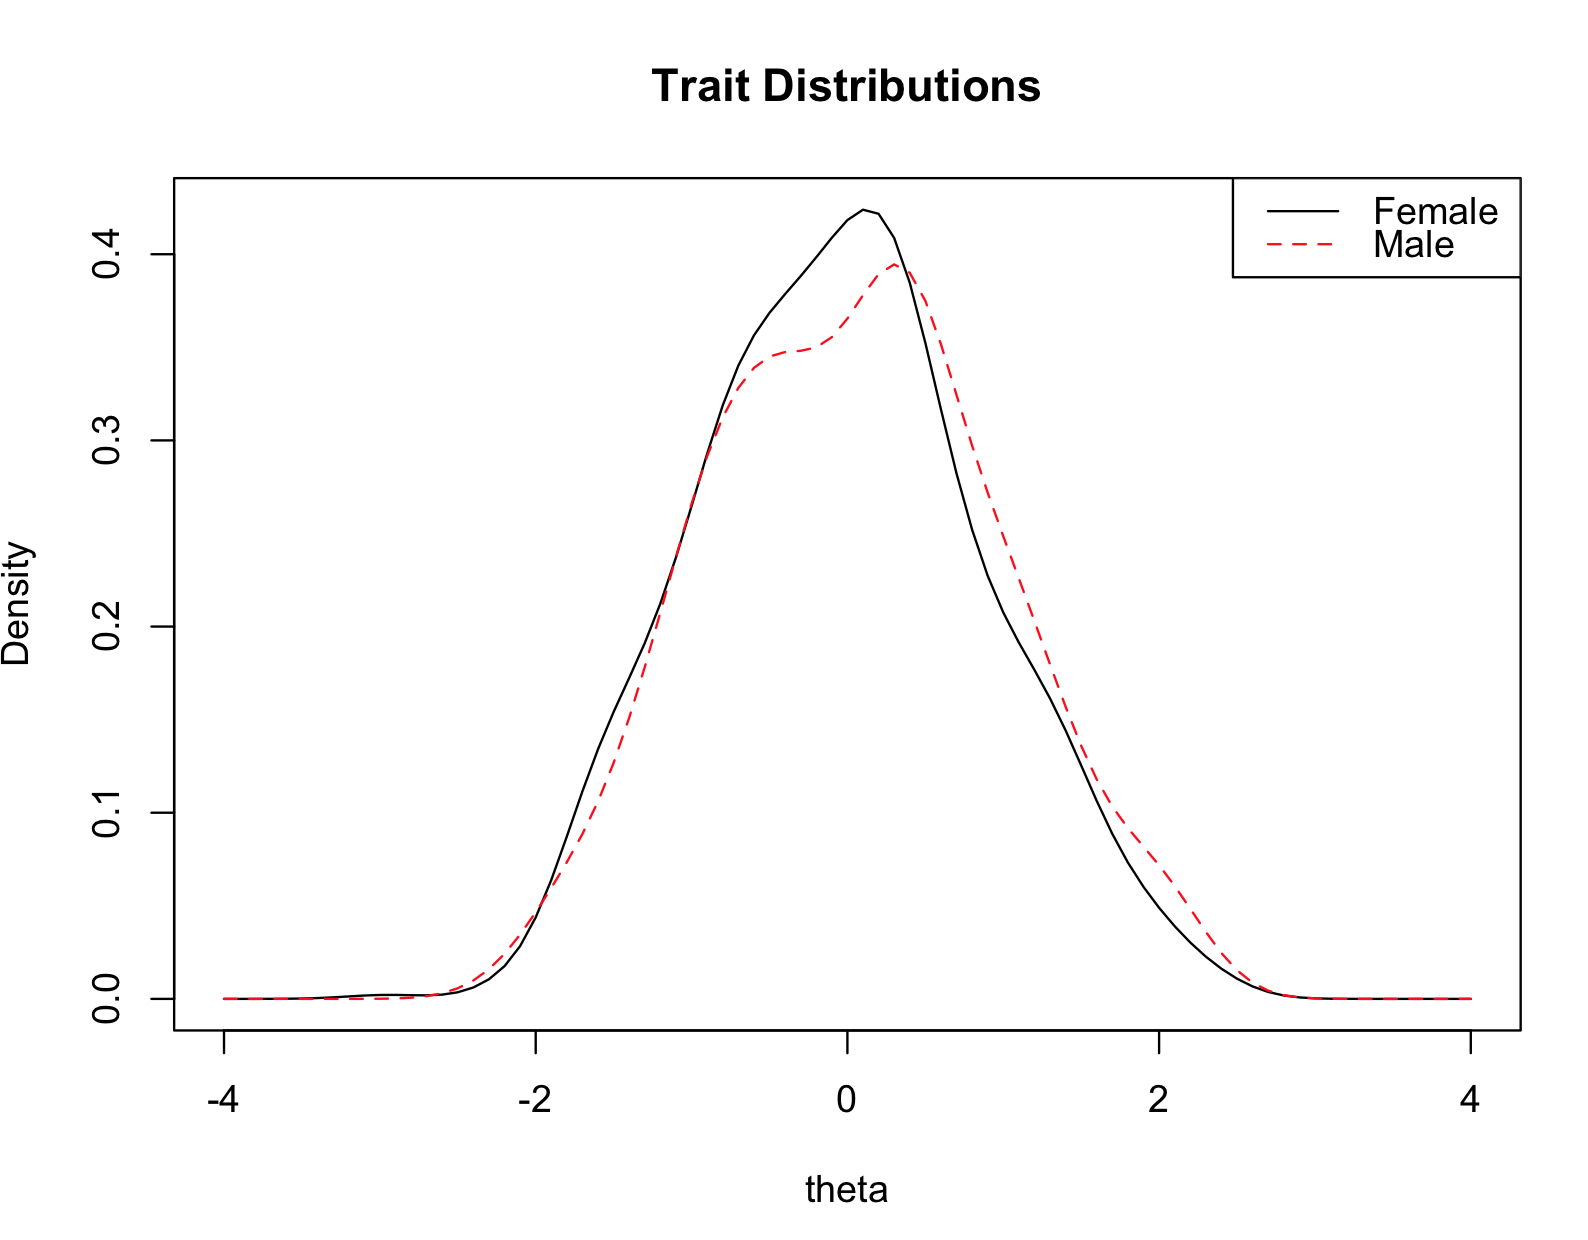 Trait Distributions
Female
Male
Density
0.4
0.3
0.2
0.1
0.0
-4 -2 0 2 4
theta